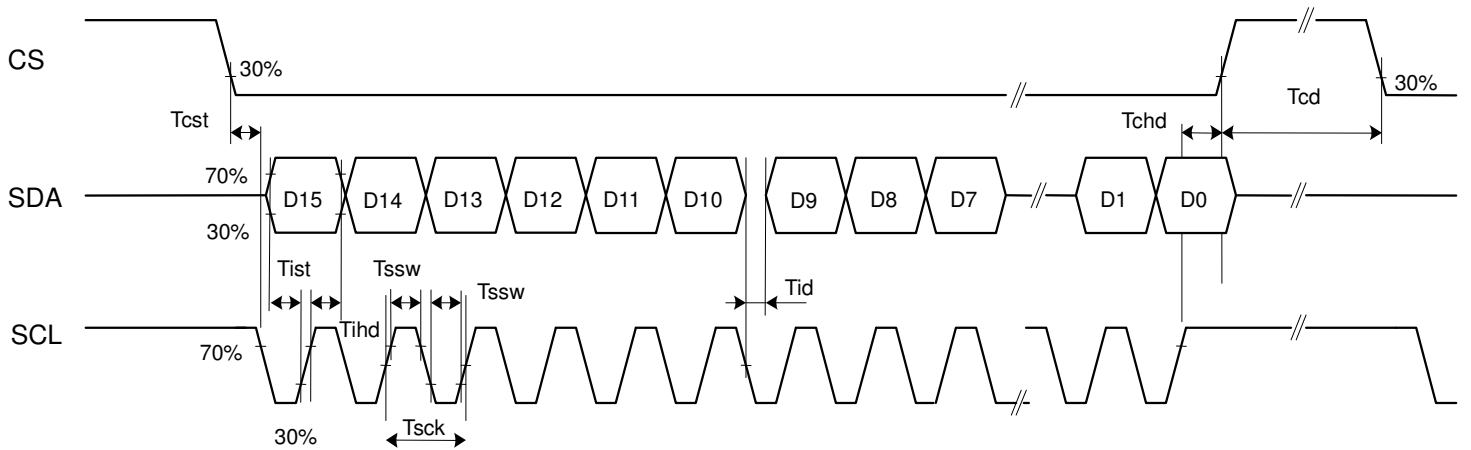 CS
30%
30%
Tcst
Tchd
Tcd
SDA
70%
30%
D15
D14
D13
D12
D11
D10
D9
D8
D7
D1
D0
Tist
Tssw
Tssw
Tid
Tihd
SCL
70%
30%
Tsck